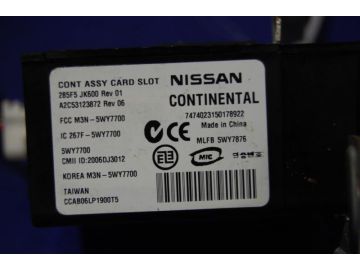 CONT ASSY CARD SLOT NISSAN
285F5 JK600 Rev 01
A2C53123872 Rev 06
CONTINENTAL
7474023150178922
Made in China
FCC M3N-5WY7700
IC 267F-5WY7700
MLFB 5WY7876
5WY7700
CMII ID:2006DJ3012
MIC
KOREA M3N-5WY7700
TAIWAN
CCAB06LP1900T5